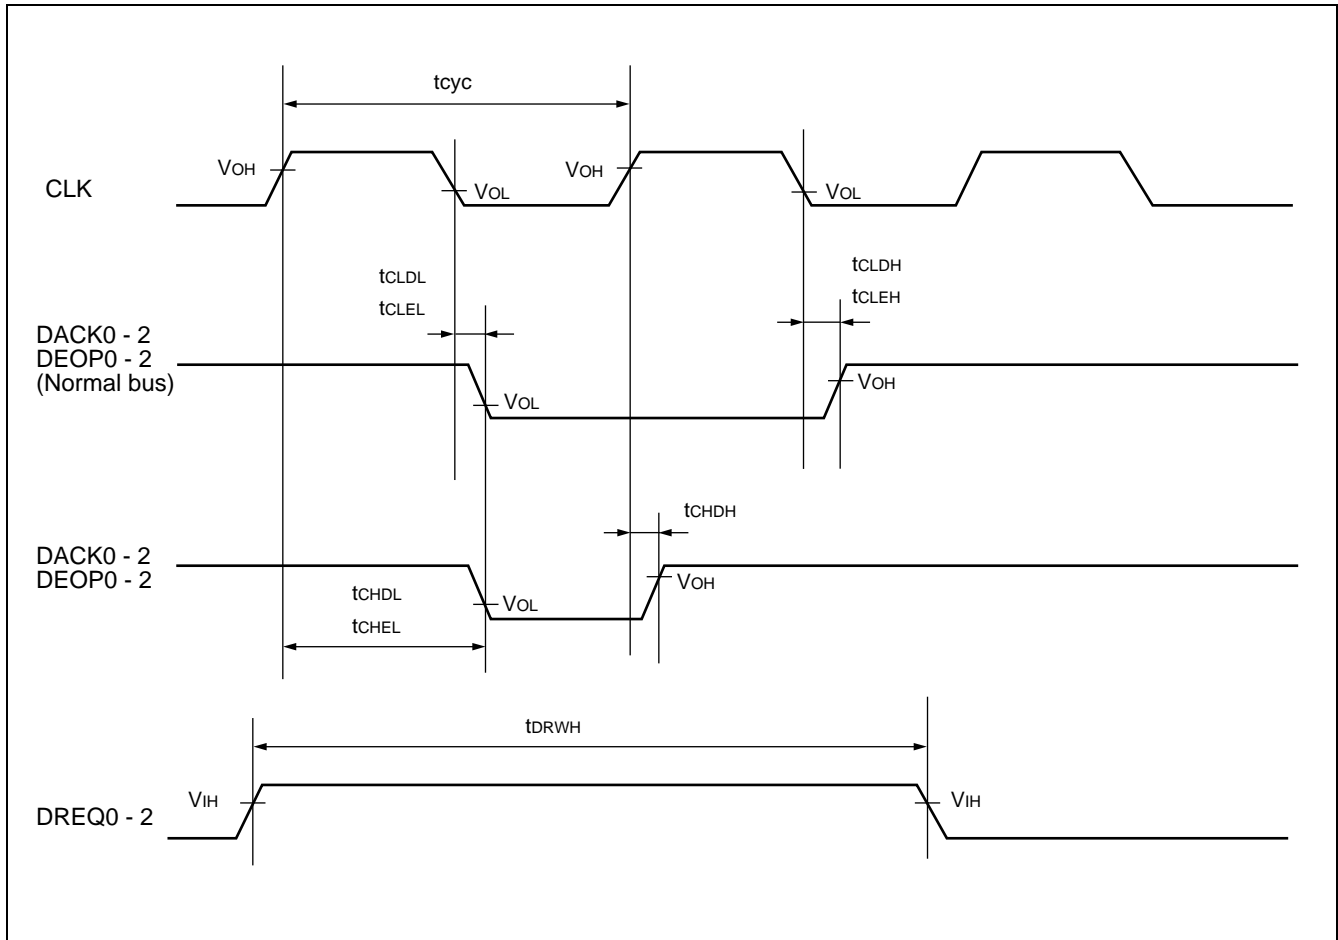 tcyc
VOH
VOH
CLK
VOL
VOL
tCLDL
tCLEL
tCLDH
tCLEH
DACK0 - 2
DEOP0 - 2
(Normal bus)
VOL
VOH
tCHDH
DACK0 - 2
DEOP0 - 2
VOH
tCHDL
tCHEL
VOL
tDRWH
VIH
VIH
DREQ0 - 2